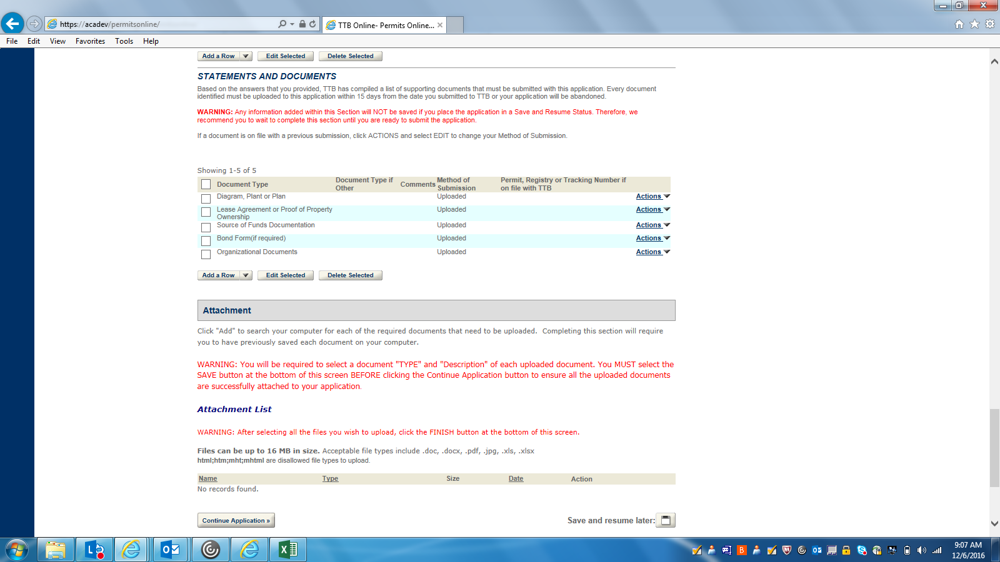 https://acadev/permitsonline/
TTB Online- Permits Online...
File Edit View Favorites Tools Help
Add a Row Edit Selected Delete Selected
STATEMENTS AND DOCUMENTS
Based on the answers that you provided, TTB has compiled a list of supporting documents that must be submitted with this application. Every document
identified must be uploaded to this application within 15 days from the date you submitted to TTB or your application will be abandoned.
WARNING: Any information added within this Section will NOT be saved if you place the application in a Save and Resume Status. Therefore, we
recommend you to wait to complete this section until you are ready to submit the application.
If a document is on file with a previous submission, click ACTIONS and select EDIT to change your Method of Submission.
Showing 1-5 of 5
Document Type Document Type if Other Comments Method of Submission Permit, Registry or Tracking Number if on file with TTB
Diagram, Plant or Plan Uploaded Actions
Lease Agreement or Proof of Property Ownership Uploaded Actions
Source of Funds Documentation Uploaded Actions
Bond Form(if required) Uploaded Actions
Organizational Documents Uploaded Actions
Add a Row Edit Selected Delete Selected
Attachment
Click "Add" to search your computer for each of the required documents that need to be uploaded. Completing this section will require
you to have previously saved each document on your computer.
WARNING: You will be required to select a document "TYPE" and "Description" of each uploaded document. You MUST select the
SAVE button at the bottom of this screen BEFORE clicking the Continue Application button to ensure all the uploaded documents
are successfully attached to your application.
Attachment List
WARNING: After selecting all the files you wish to upload, click the FINISH button at the bottom of this screen.
Files can be up to 16 MB in size. Acceptable file types include .doc, .docx, .pdf, .jpg, .xls, .xlsx
html;htm;mht;mhtml are disallowed file types to upload.
Name Type Size Date Action
No records found.
Continue Application » Save and resume later:
9:07 AM
12/6/2016